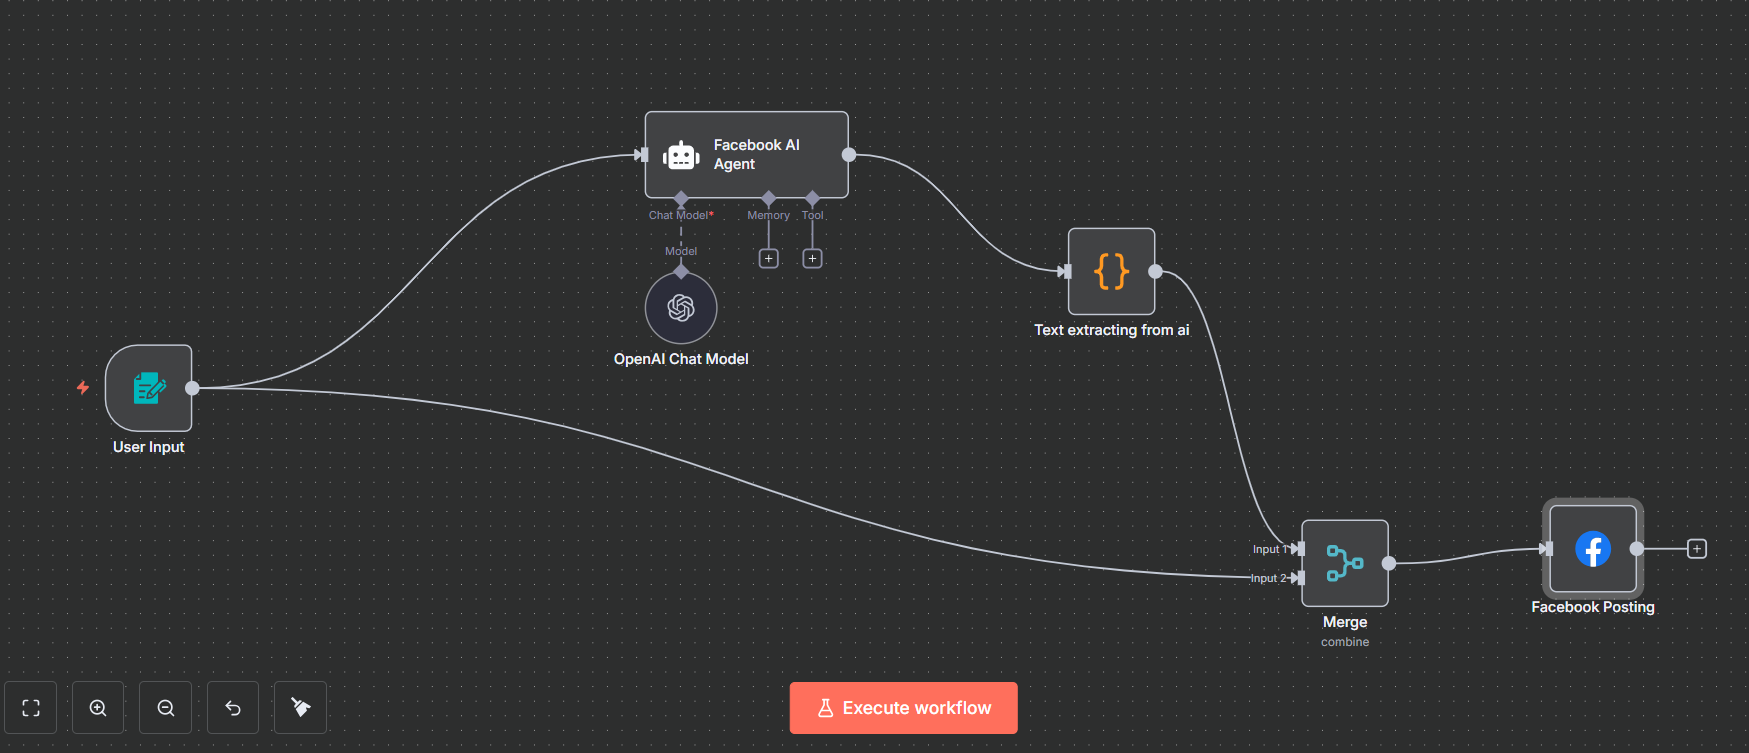 Facebook AI
Agent
Chat Model*
Memory
Tool
Model
OpenAI Chat Model
Text extracting from ai
User Input
Input 1
Input 2
Merge
combine
Facebook Posting
Execute workflow